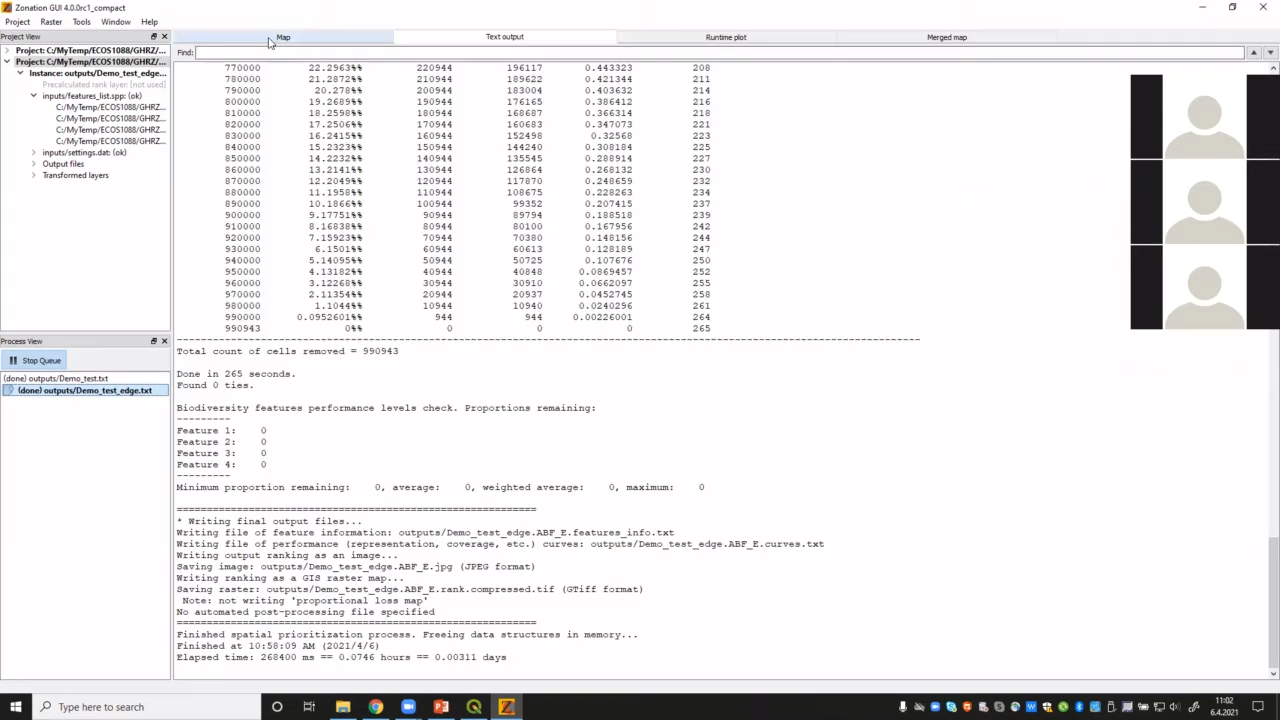 Zonation GUI 4.0.0rc1_compact
Project Raster Tools Window Help
Project View
Map Text output Runtime plot Merged map
Find:
Project: C:/MyTemp/ECOS1088/GHRZ/...
Project: C:/MyTemp/ECOS1088/GHRZ/...
Instance: outputs/Demo_test_edge...
Precalculated rank layer: (not used)
inputs/features_list.spp: (ok)
C:/MyTemp/ECOS1088/GHRZ...
C:/MyTemp/ECOS1088/GHRZ...
C:/MyTemp/ECOS1088/GHRZ...
C:/MyTemp/ECOS1088/GHRZ...
inputs/settings.dat: (ok)
Output files
Transformed layers
Process View
Stop Queue
(done) outputs/Demo_test.txt
(done) outputs/Demo_test_edge.txt
770000 22.2963%% 220944 196117 0.443323 208
780000 21.2872%% 210944 189622 0.421344 211
790000 20.278%% 200944 183004 0.403632 214
800000 19.2689%% 190944 176165 0.386412 216
810000 18.2598%% 180944 168687 0.366314 218
820000 17.2506%% 170944 160683 0.347073 221
830000 16.2415%% 160944 152498 0.32568 223
840000 15.2323%% 150944 144240 0.308184 225
850000 14.2232%% 140944 135545 0.288914 227
860000 13.2141%% 130944 126864 0.268132 230
870000 12.2049%% 120944 117870 0.248659 232
880000 11.1958%% 110944 108675 0.228263 234
890000 10.1866%% 100944 99352 0.207415 237
900000 9.17751%% 90944 89794 0.188518 239
910000 8.16838%% 80944 80100 0.167956 242
920000 7.15923%% 70944 70380 0.148156 244
930000 6.1501%% 60944 60613 0.128189 247
940000 5.14095%% 50944 50725 0.107676 250
950000 4.13182%% 40944 40848 0.0869457 252
960000 3.12268%% 30944 30910 0.0662097 255
970000 2.11354%% 20944 20937 0.0452745 258
980000 1.1044%% 10944 10940 0.0240296 261
990000 0.0952601%% 944 944 0.00226001 264
990943 0%% 0 0 0 265
--------------------------------------------------------------------------------
Total count of cells removed = 990943
Done in 265 seconds.
Found 0 ties.
Biodiversity features performance levels check. Proportions remaining:
---------
Feature 1: 0
Feature 2: 0
Feature 3: 0
Feature 4: 0
---------
Minimum proportion remaining: 0, average: 0, weighted average: 0, maximum: 0
============================================================
* Writing final output files...
Writing file of feature information: outputs/Demo_test_edge.ABF_E.features_info.txt
Writing file of performance (representation, coverage, etc.) curves: outputs/Demo_test_edge.ABF_E.curves.txt
Writing output ranking as an image...
Saving image: outputs/Demo_test_edge.ABF_E.jpg (JPEG format)
Writing ranking as a GIS raster map...
Saving raster: outputs/Demo_test_edge.ABF_E.rank.compressed.tif (GTiff format)
Note: not writing 'proportional loss map'
No automated post-processing file specified
============================================================
Finished spatial prioritization process. Freeing data structures in memory...
Finished at 10:58:09 AM (2021/4/6)
Elapsed time: 268400 ms == 0.0746 hours == 0.00311 days
Type here to search
11:02
6.4.2021